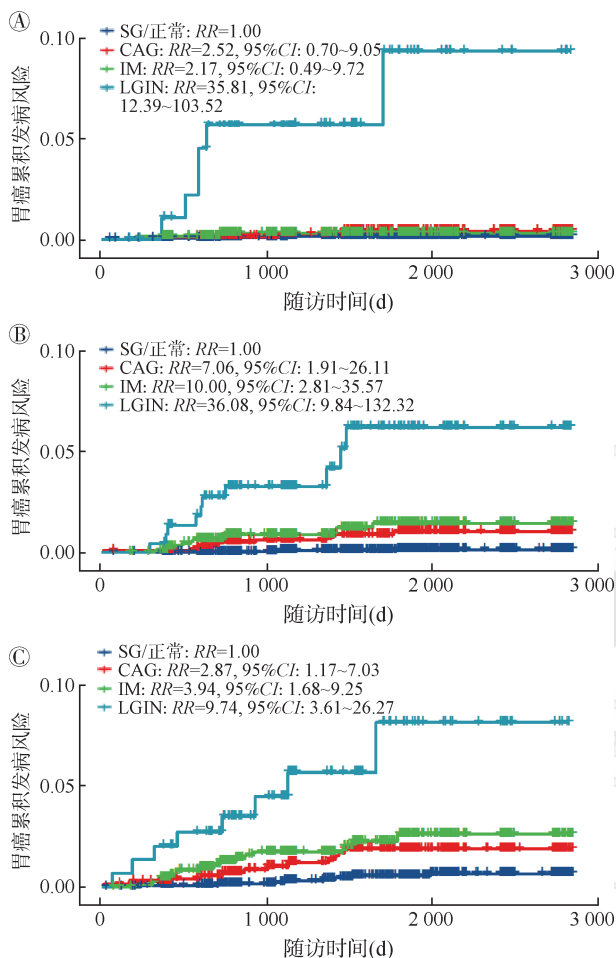 A
0.10
SG/正常: RR=1.00
CAG: RR=2.52, 95%CI: 0.70~9.05
IM: RR=2.17, 95%CI: 0.49~9.72
LGIN: RR=35.81, 95%CI:
12.39~103.52
胃癌累积发病风险
0.05
0.00
0
1 000
2 000
3 000
随访时间(d)
B
0.10
SG/正常: RR=1.00
CAG: RR=7.06, 95%CI: 1.91~26.11
IM: RR=10.00, 95%CI: 2.81~35.57
LGIN: RR=36.08, 95%CI: 9.84~132.32
胃癌累积发病风险
0.05
0.00
0
1 000
2 000
3 000
随访时间(d)
C
0.10
SG/正常: RR=1.00
CAG: RR=2.87, 95%CI: 1.17~7.03
IM: RR=3.94, 95%CI: 1.68~9.25
LGIN: RR=9.74, 95%CI: 3.61~26.27
胃癌累积发病风险
0.05
0.00
0
1 000
2 000
3 000
随访时间(d)